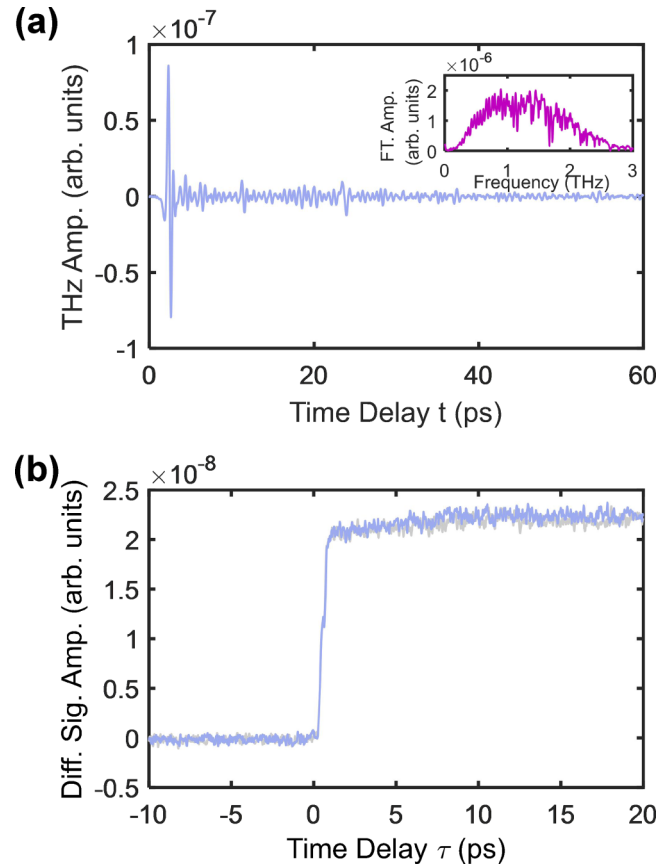 (a)
×10⁻⁷
1
0.5
0
-0.5
-1
THz Amp. (arb. units)
0 20 40 60
Time Delay t (ps)
×10⁻⁶
2
1
0
FT. Amp.
(arb. units)
0 1 2 3
Frequency (THz)
(b)
×10⁻⁸
2.5
2
1.5
1
0.5
0
-0.5
Diff. Sig. Amp. (arb. units)
-10 -5 0 5 10 15 20
Time Delay τ (ps)